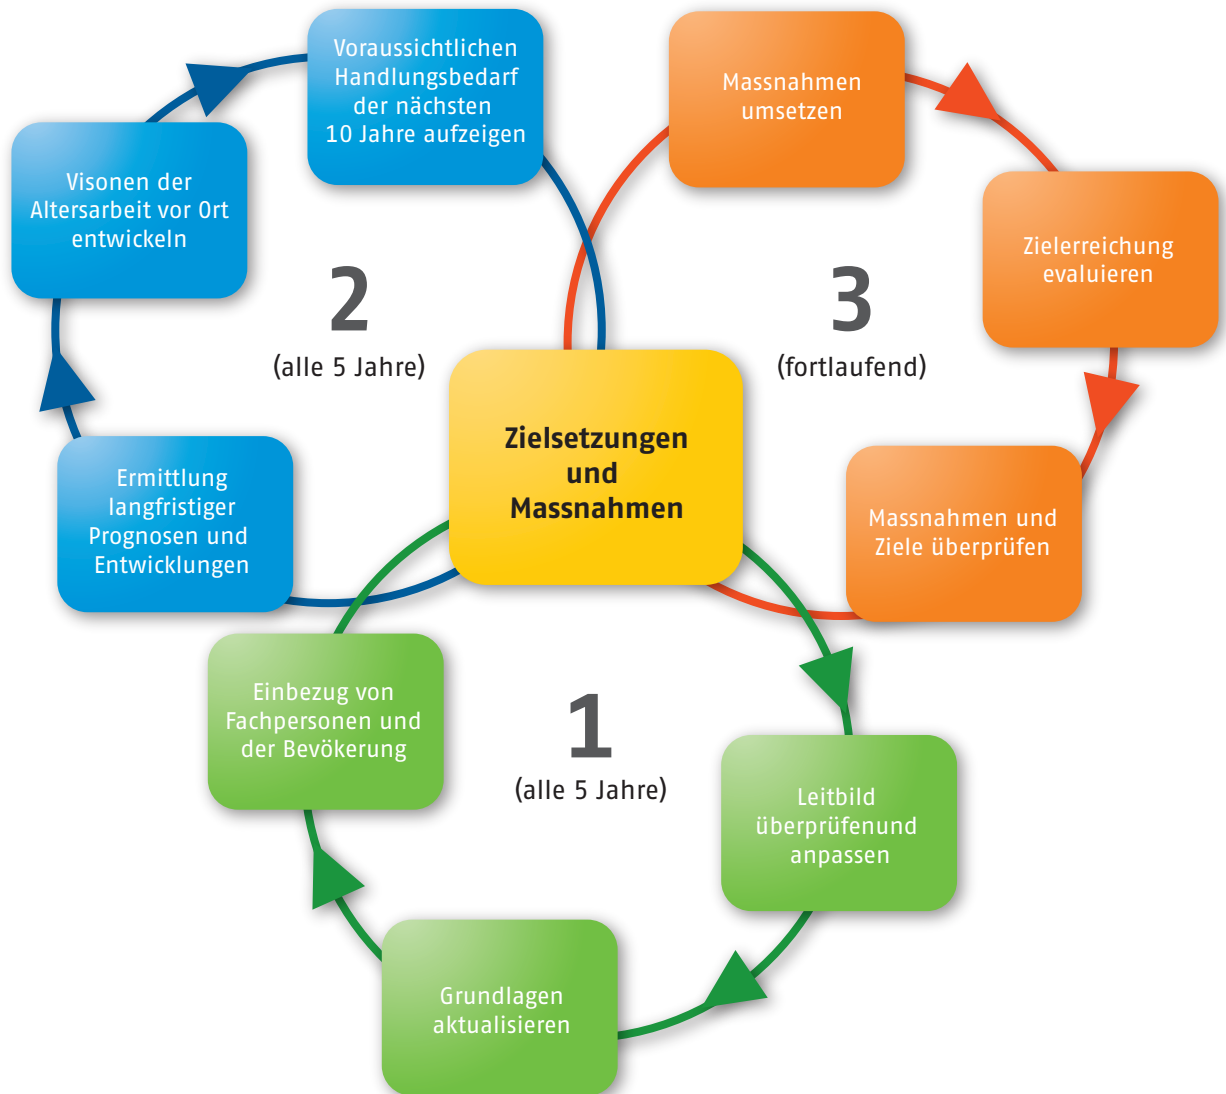 Voraussichtlichen
Handlungsbedarf
der nächsten
10 Jahre aufzeigen
Massnahmen
umsetzen
Visonen der
Altersarbeit vor Ort
entwickeln
Zielerreichung
evaluieren
2
(alle 5 Jahre)
3
(fortlaufend)
Zielsetzungen
und
Massnahmen
Ermittlung
langfristiger
Prognosen und
Entwicklungen
Massnahmen und
Ziele überprüfen
Einbezug von
Fachpersonen und
der Bevökerung
1
(alle 5 Jahre)
Leitbild
überprüfenund
anpassen
Grundlagen
aktualisieren